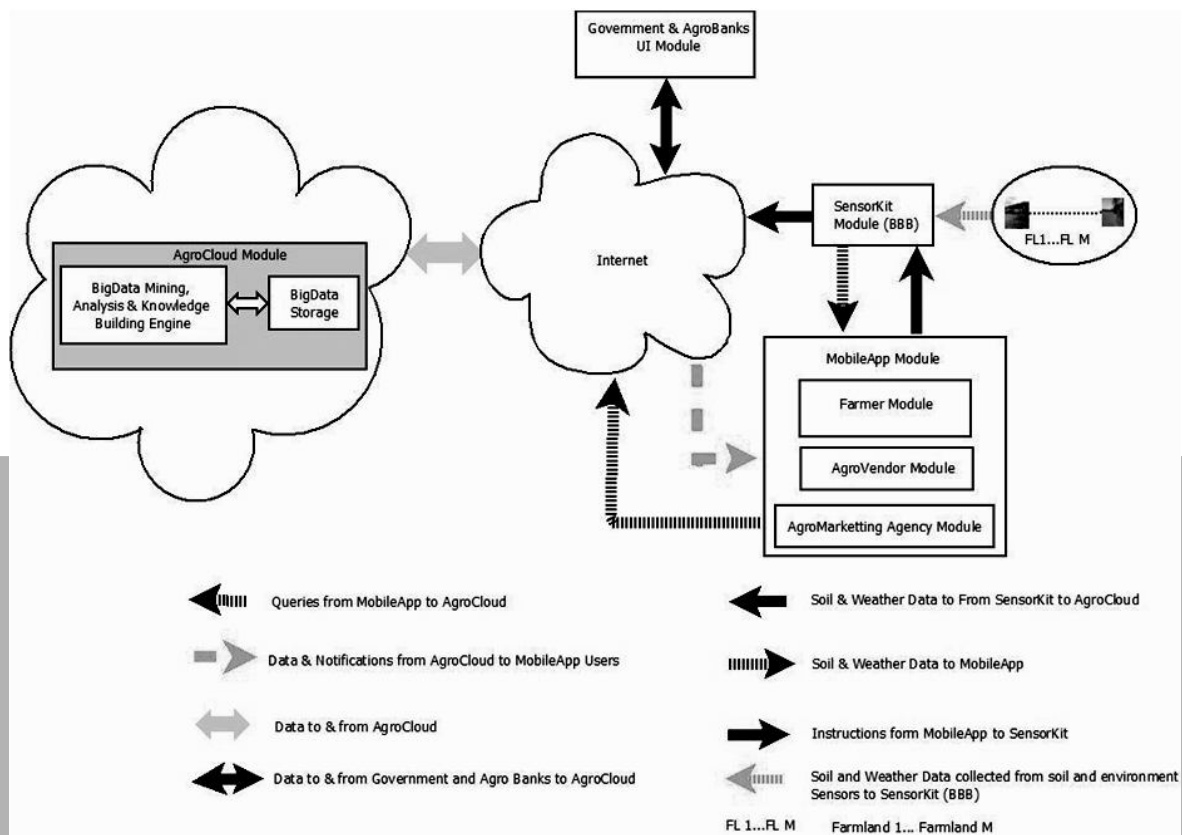 Government & AgroBanks
UI Module
SensorKit
Module (BBB)
FL1...FL M
AgroCloud Module
BigData Mining,
Analysis & Knowledge
Building Engine
BigData
Storage
Internet
MobileApp Module
Farmer Module
AgroVendor Module
AgroMarketting Agency Module
Queries from MobileApp to AgroCloud
Data & Notifications from AgroCloud to MobileApp Users
Data to & from AgroCloud
Data to & from Government and Agro Banks to AgroCloud
Soil & Weather Data to From SensorKit to AgroCloud
Soil & Weather Data to MobileApp
Instructions form MobileApp to SensorKit
Soil and Weather Data collected from soil and environment
Sensors to SensorKit (BBB)
FL 1...FL M Farmland 1... Farmland M